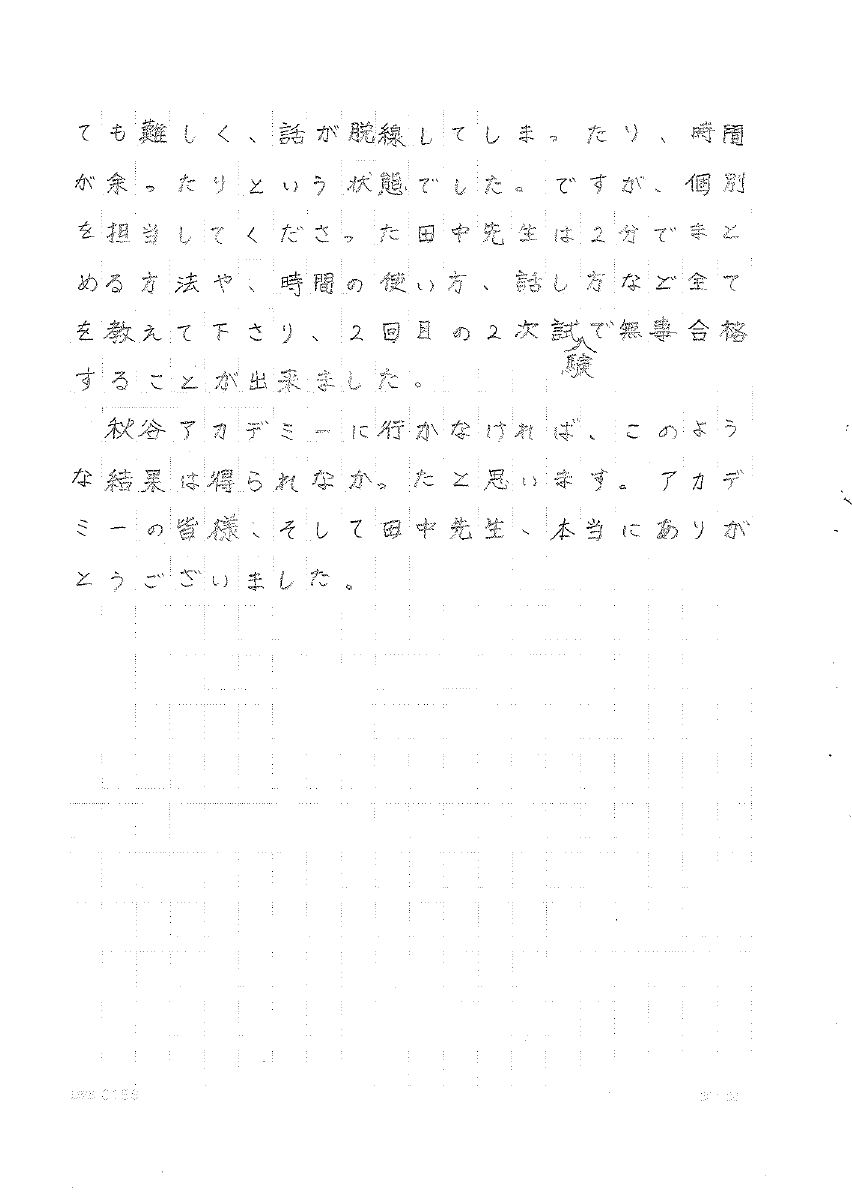 ても難しく、話が脱線してしまったり、時間
が余ったりという状態でした。ですが、個別
を担当してくださった田中先生は2分でまと
める方法や、時間の使い方、話し方など全て
を教えて下さり、2回目の2次試験で無事合格
することが出来ました。
秋谷アカデミーに行かなければ、このよう
な結果は得られなかったと思います。アカデ
ミーの皆様、そして田中先生、本当にありが
とうございました。